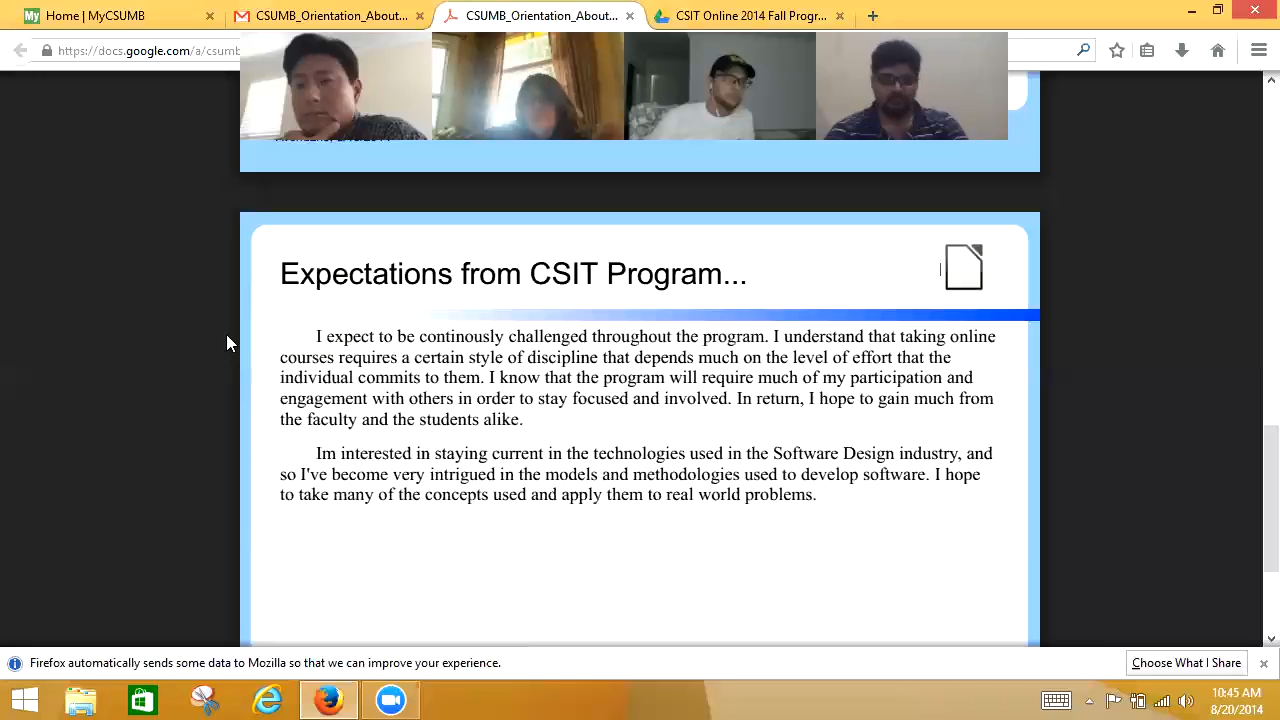 Home | MyCSUMB
CSUMB_Orientation_About...
CSUMB_Orientation_About...
CSIT Online 2014 Fall Progr...
https://docs.google.com/a/csumb
Expectations from CSIT Program...
I expect to be continously challenged throughout the program. I understand that taking online
courses requires a certain style of discipline that depends much on the level of effort that the
individual commits to them. I know that the program will require much of my participation and
engagement with others in order to stay focused and involved. In return, I hope to gain much from
the faculty and the students alike.
Im interested in staying current in the technologies used in the Software Design industry, and
so I've become very intrigued in the models and methodologies used to develop software. I hope
to take many of the concepts used and apply them to real world problems.
Firefox automatically sends some data to Mozilla so that we can improve your experience.
Choose What I Share
10:45 AM
8/20/2014